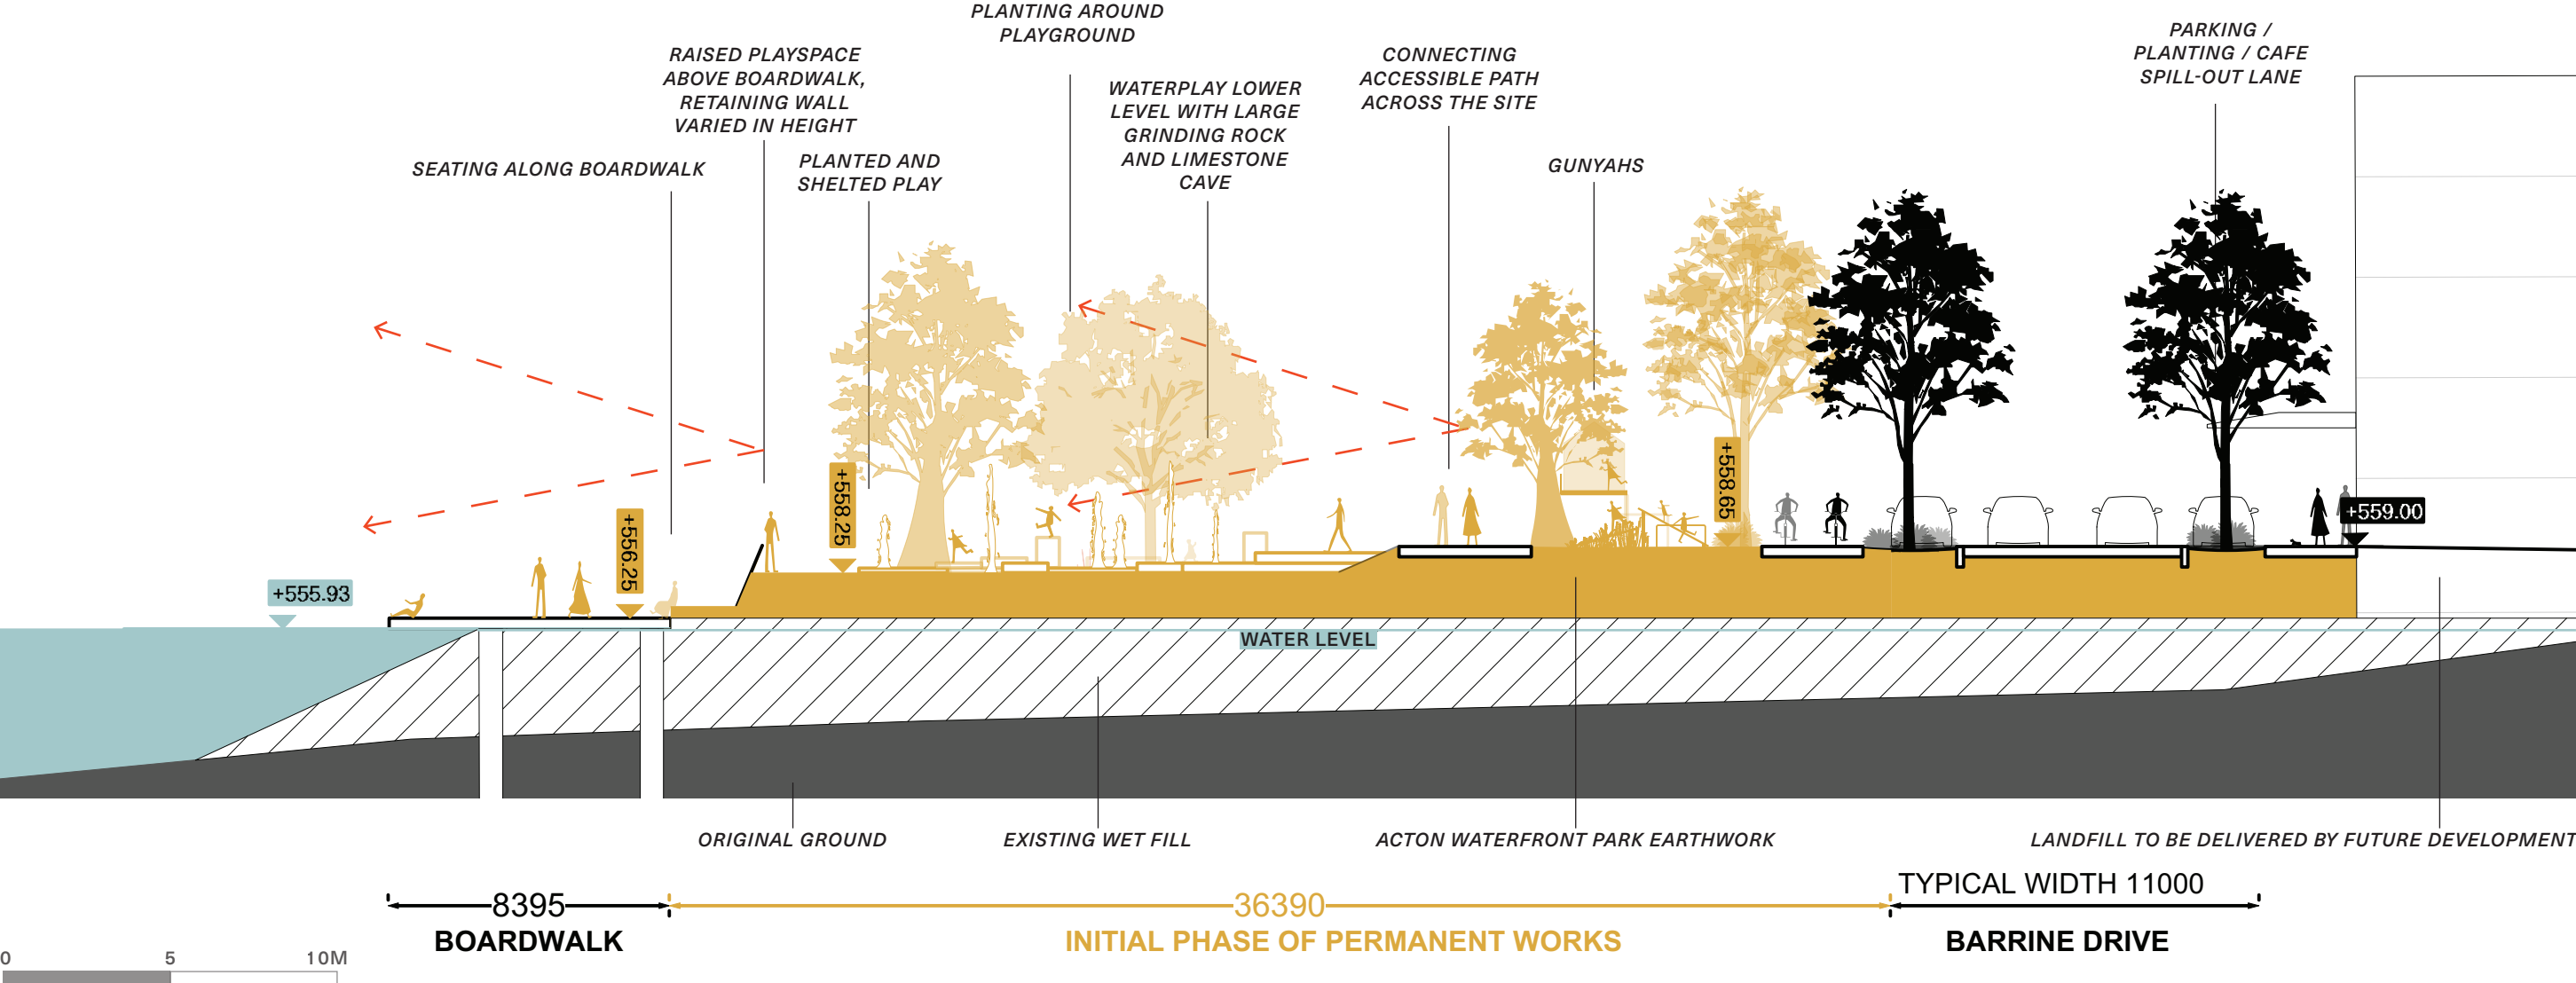 PLANTING AROUND
PLAYGROUND
RAISED PLAYSPACE
ABOVE BOARDWALK,
RETAINING WALL
VARIED IN HEIGHT
SEATING ALONG BOARDWALK
PLANTED AND
SHELTED PLAY
WATERPLAY LOWER
LEVEL WITH LARGE
GRINDING ROCK
AND LIMESTONE
CAVE
CONNECTING
ACCESSIBLE PATH
ACROSS THE SITE
GUNYAHS
PARKING /
PLANTING / CAFE
SPILL-OUT LANE
+555.93
+556.25
+558.25
+558.65
+559.00
WATER LEVEL
ORIGINAL GROUND
EXISTING WET FILL
ACTON WATERFRONT PARK EARTHWORK
LANDFILL TO BE DELIVERED BY FUTURE DEVELOPMENT
8395
BOARDWALK
36390
INITIAL PHASE OF PERMANENT WORKS
TYPICAL WIDTH 11000
BARRINE DRIVE
0 5 10M